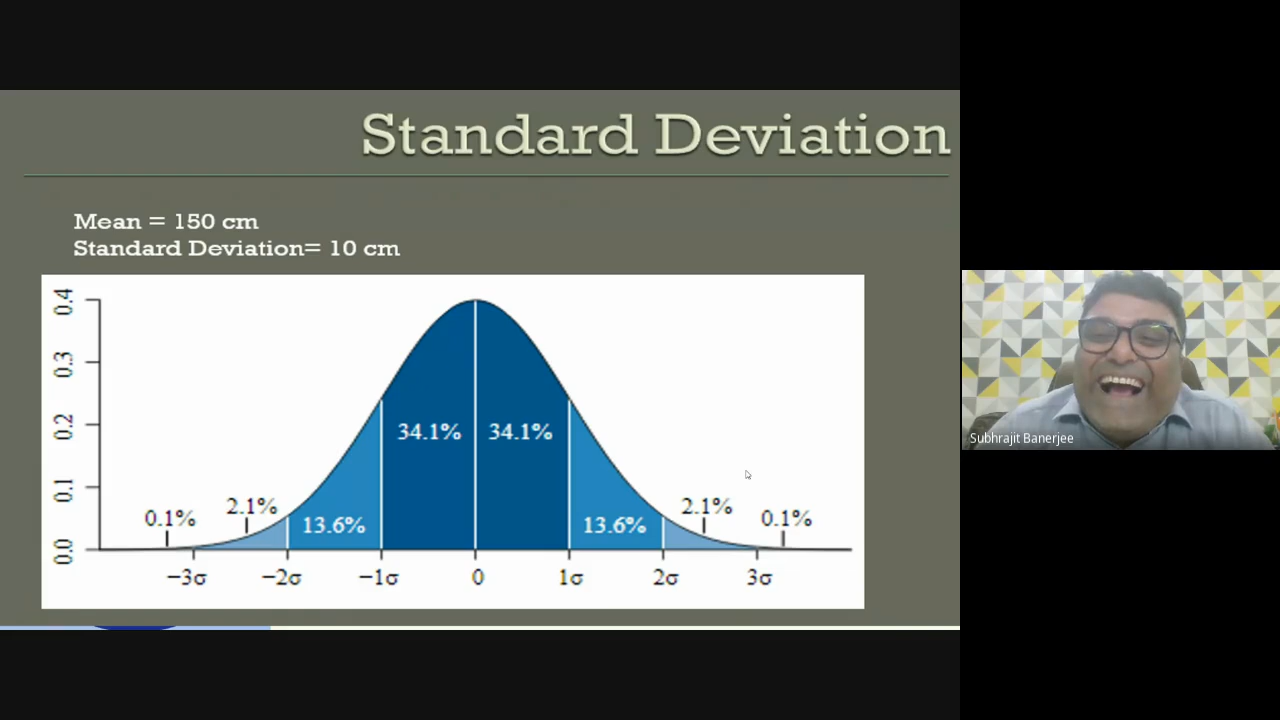 Standard Deviation
Mean = 150 cm
Standard Deviation= 10 cm
0.4
0.3
0.2
0.1
0.0
34.1% 34.1%
0.1% 2.1% 13.6% 13.6% 2.1% 0.1%
−3σ −2σ −1σ 0 1σ 2σ 3σ
Subhrajit Banerjee